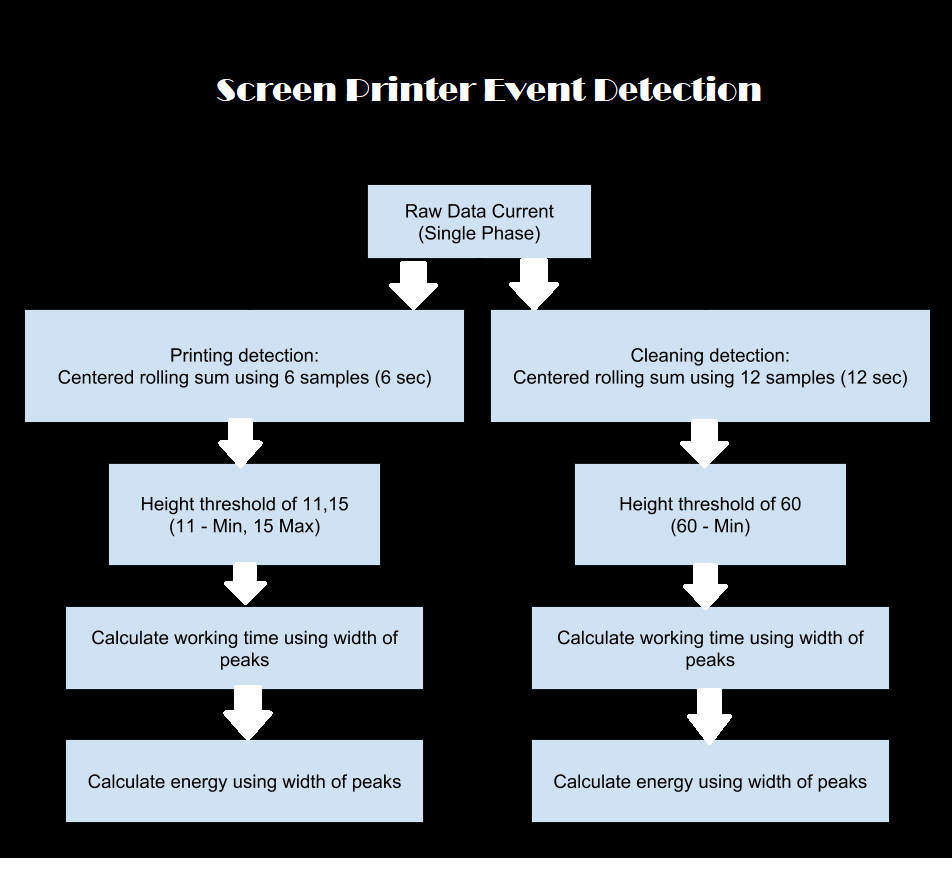 Screen Printer Event Detection
Raw Data Current
(Single Phase)
Printing detection:
Centered rolling sum using 6 samples (6 sec)
Height threshold of 11,15
(11 - Min, 15 Max)
Calculate working time using width of
peaks
Calculate energy using width of peaks
Cleaning detection:
Centered rolling sum using 12 samples (12 sec)
Height threshold of 60
(60 - Min)
Calculate working time using width of
peaks
Calculate energy using width of peaks